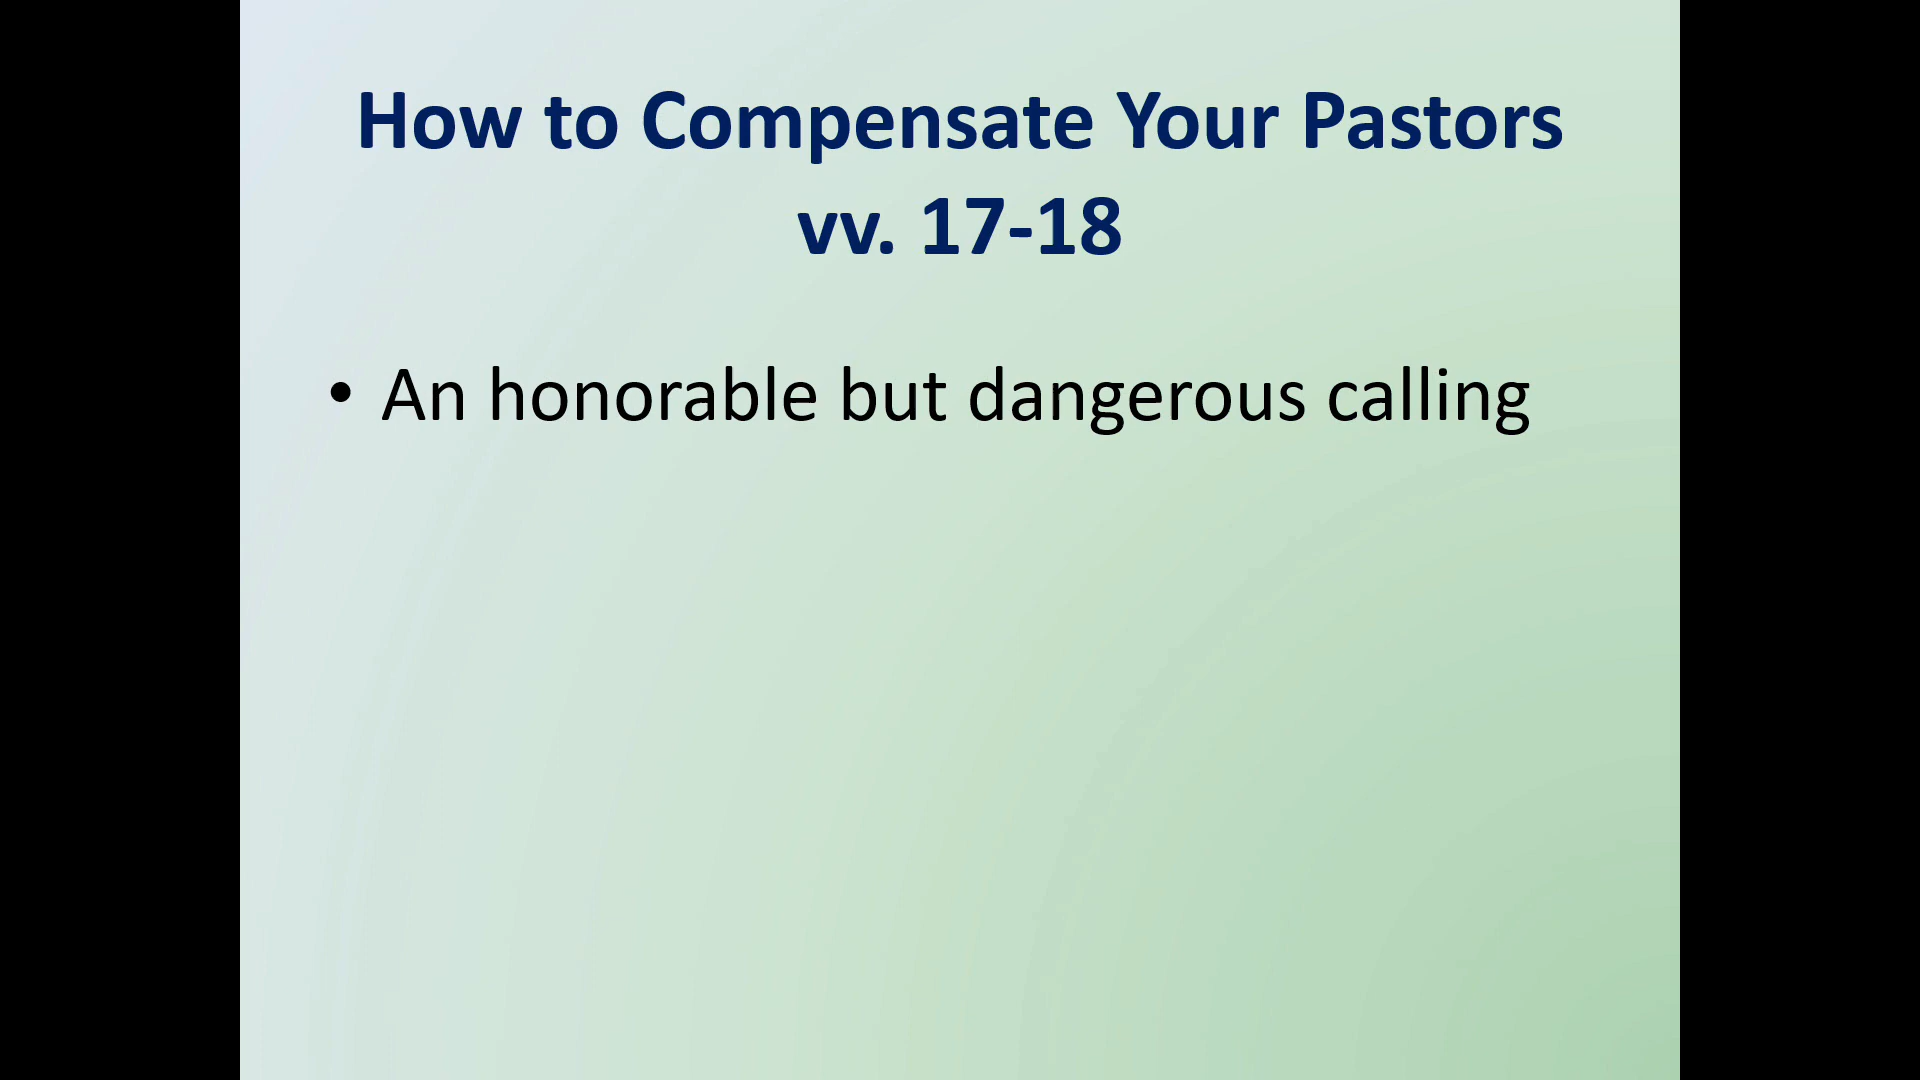 How to Compensate Your Pastors
vv. 17-18
• An honorable but dangerous calling